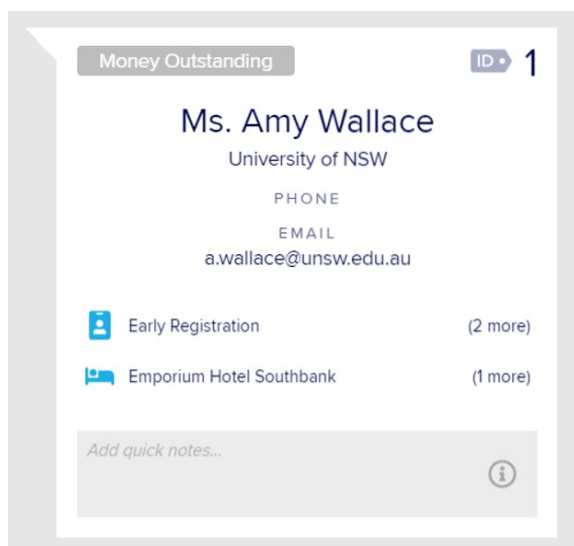 Money Outstanding
ID 1
Ms. Amy Wallace
University of NSW
PHONE
EMAIL
a.wallace@unsw.edu.au
Early Registration (2 more)
Emporium Hotel Southbank (1 more)
Add quick notes...